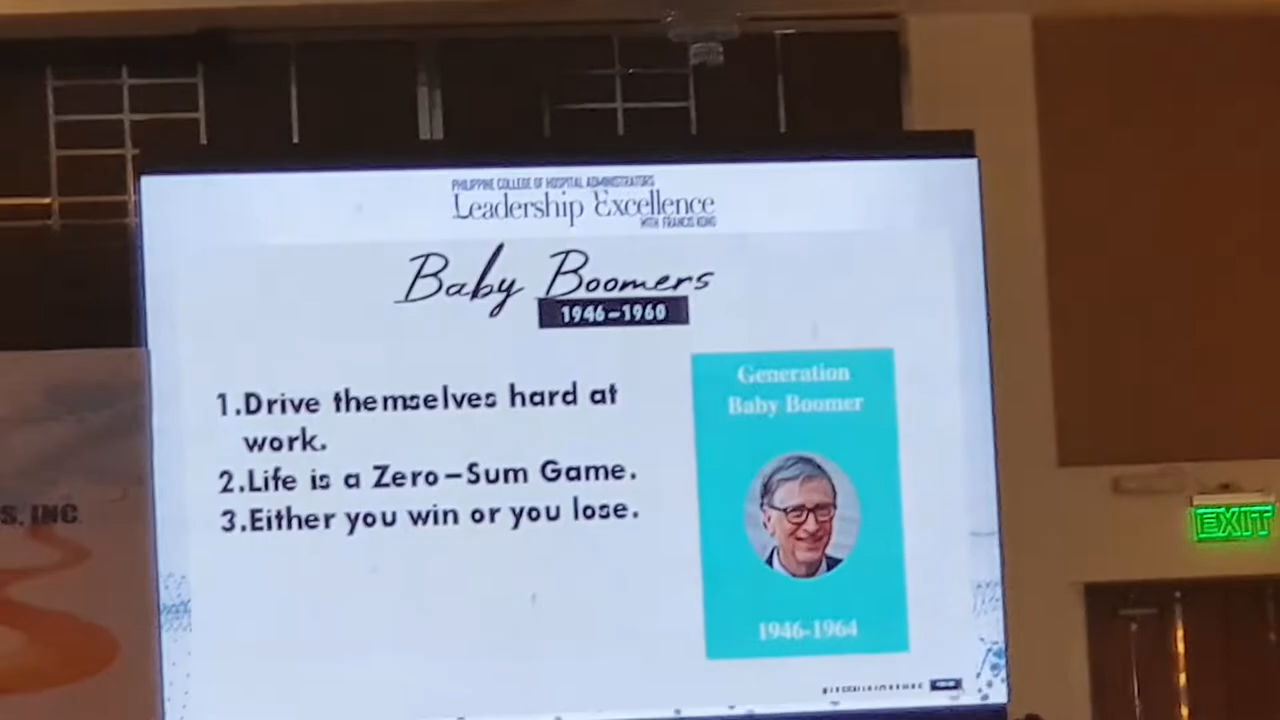 PHILIPPINE COLLEGE OF HOSPITAL ADMINISTRATORS
Leadership Excellence
WITH FRANCIS KONG
Baby Boomers
1946-1960
1.Drive themselves hard at
work.
2.Life is a Zero-Sum Game.
3.Either you win or you lose.
Generation
Baby Boomer
1946-1964
S, INC
EXIT